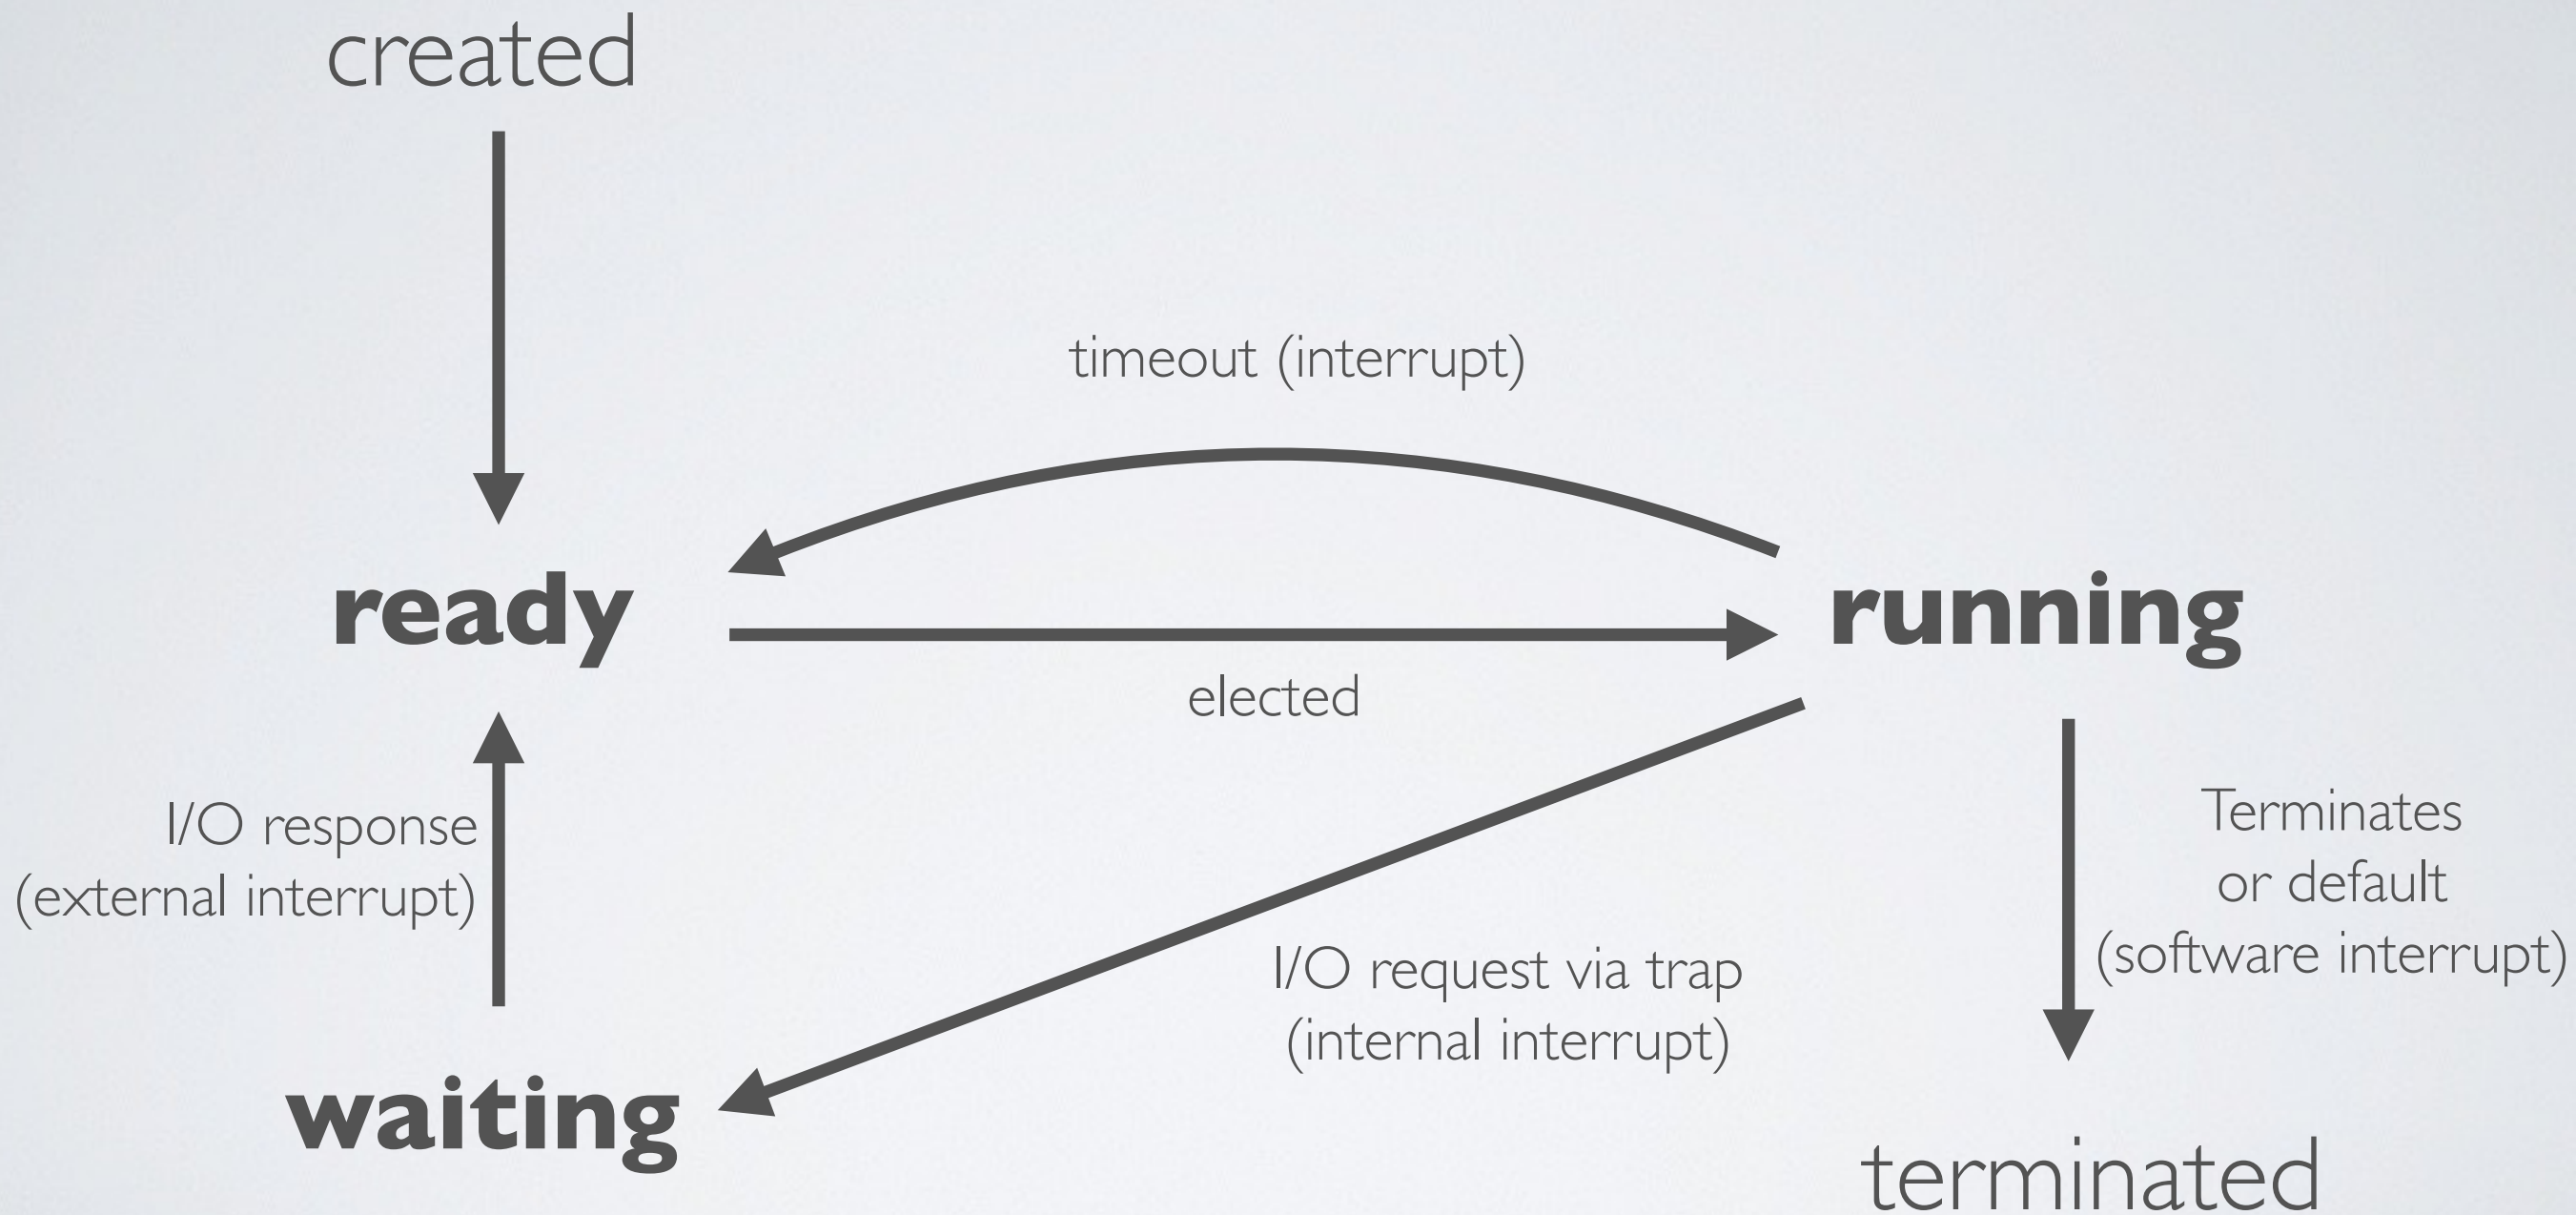 created
timeout (interrupt)
ready
running
elected
I/O response
(external interrupt)
Terminates
or default
(software interrupt)
I/O request via trap
(internal interrupt)
waiting
terminated